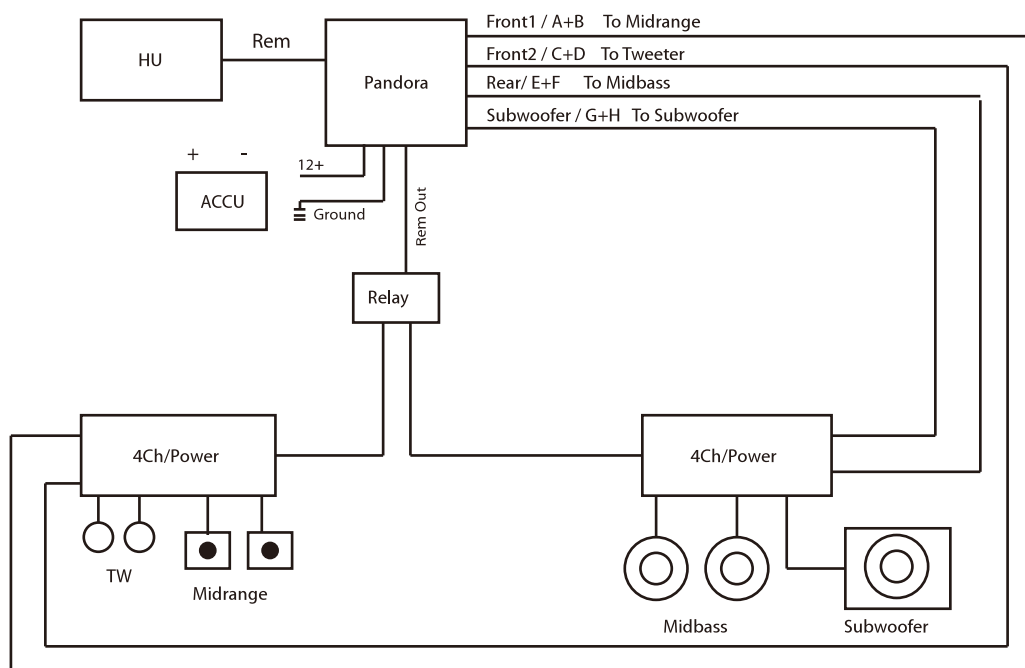 HU
Rem
Pandora
Front1 / A+B To Midrange
Front2 / C+D To Tweeter
Rear/ E+F To Midbass
Subwoofer / G+H To Subwoofer
+ -
ACCU
12+
Ground
Rem Out
Relay
4Ch/Power
TW
Midrange
4Ch/Power
Midbass
Subwoofer